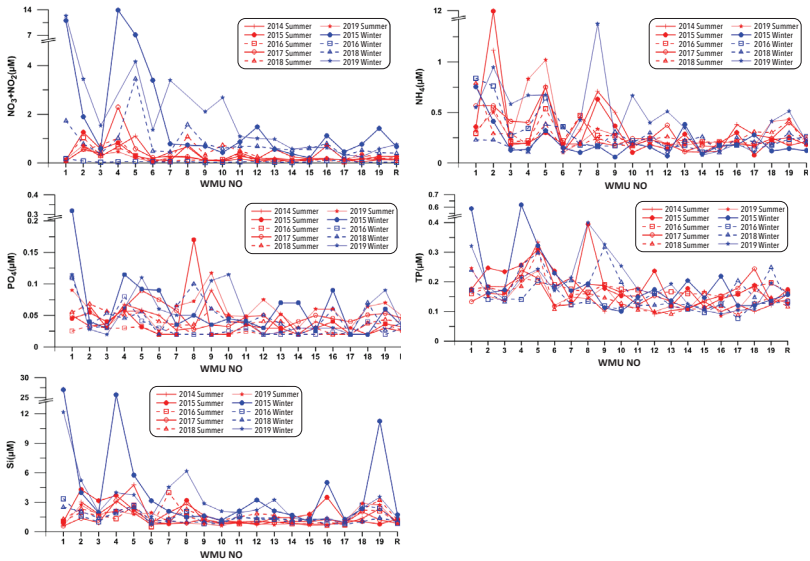 14
7
4
2
0
NO3+NO2(µM)
1 2 3 4 5 6 7 8 9 10 11 12 13 14 15 16 17 18 19 R
WMU NO
2014 Summer 2019 Summer
2015 Summer 2015 Winter
2016 Summer 2016 Winter
2017 Summer 2018 Winter
2018 Summer 2019 Winter
12
6
1.2
0.8
0.4
0
NH4(µM)
1 2 3 4 5 6 7 8 9 10 11 12 13 14 15 16 17 18 19 R
WMU NO
2014 Summer 2019 Summer
2015 Summer 2015 Winter
2016 Summer 2016 Winter
2017 Summer 2018 Winter
2018 Summer 2019 Winter
0.4
0.3
0.2
0.15
0.1
0.05
0
PO4(µM)
1 2 3 4 5 6 7 8 9 10 11 12 13 14 15 16 17 18 19 R
WMU NO
2014 Summer 2019 Summer
2015 Summer 2015 Winter
2016 Summer 2016 Winter
2017 Summer 2018 Winter
2018 Summer 2019 Winter
0.7
0.6
0.4
0.3
0.2
0.1
0
TP(µM)
1 2 3 4 5 6 7 8 9 10 11 12 13 14 15 16 17 18 19 R
WMU NO
2014 Summer 2019 Summer
2015 Summer 2015 Winter
2016 Summer 2016 Winter
2017 Summer 2018 Winter
2018 Summer 2019 Winter
30
25
12
9
6
3
0
Si(µM)
1 2 3 4 5 6 7 8 9 10 11 12 13 14 15 16 17 18 19 R
WMU NO
2014 Summer 2019 Summer
2015 Summer 2015 Winter
2016 Summer 2016 Winter
2017 Summer 2018 Winter
2018 Summer 2019 Winter